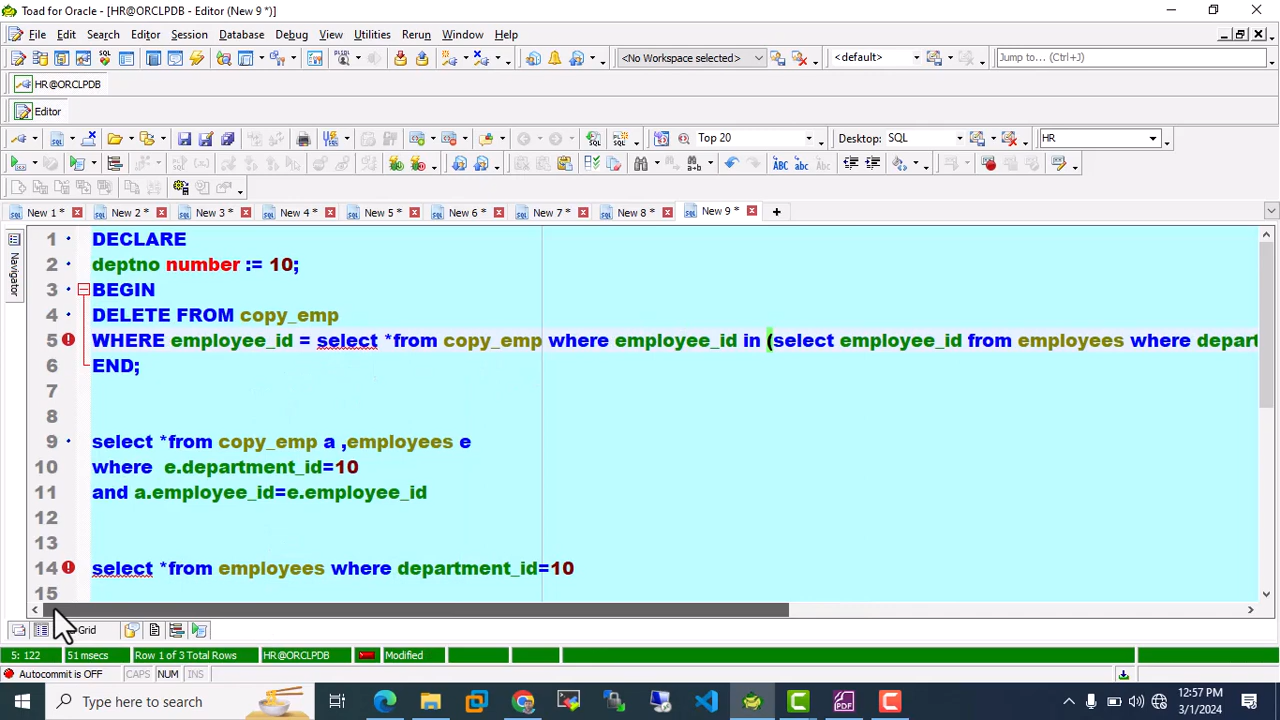 Toad for Oracle - [HR@ORCLPDB - Editor (New 9 *)]
File Edit Search Editor Session Database Debug View Utilities Rerun Window Help
<No Workspace selected> <default> Jump to... (Ctrl+J)
HR@ORCLPDB
Editor
Top 20 Desktop: SQL HR
New 1 * New 2 * New 3 * New 4 * New 5 * New 6 * New 7 * New 8 * New 9 *
Navigator
1 DECLARE
2 deptno number := 10;
3 BEGIN
4 DELETE FROM copy_emp
5 WHERE employee_id = select *from copy_emp where employee_id in (select employee_id from employees where depart
6 END;
7
8
9 select *from copy_emp a ,employees e
10 where e.department_id=10
11 and a.employee_id=e.employee_id
12
13
14 select *from employees where department_id=10
15
Grid
5: 122 51 msecs Row 1 of 3 Total Rows HR@ORCLPDB Modified
Autocommit is OFF CAPS NUM INS
Type here to search 12:57 PM
3/1/2024